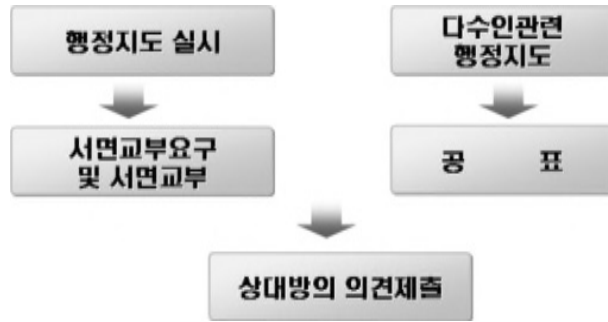 행정지도 실시
다수인관련
행정지도
서면교부요구
및 서면교부
공 표
상대방의 의견제출